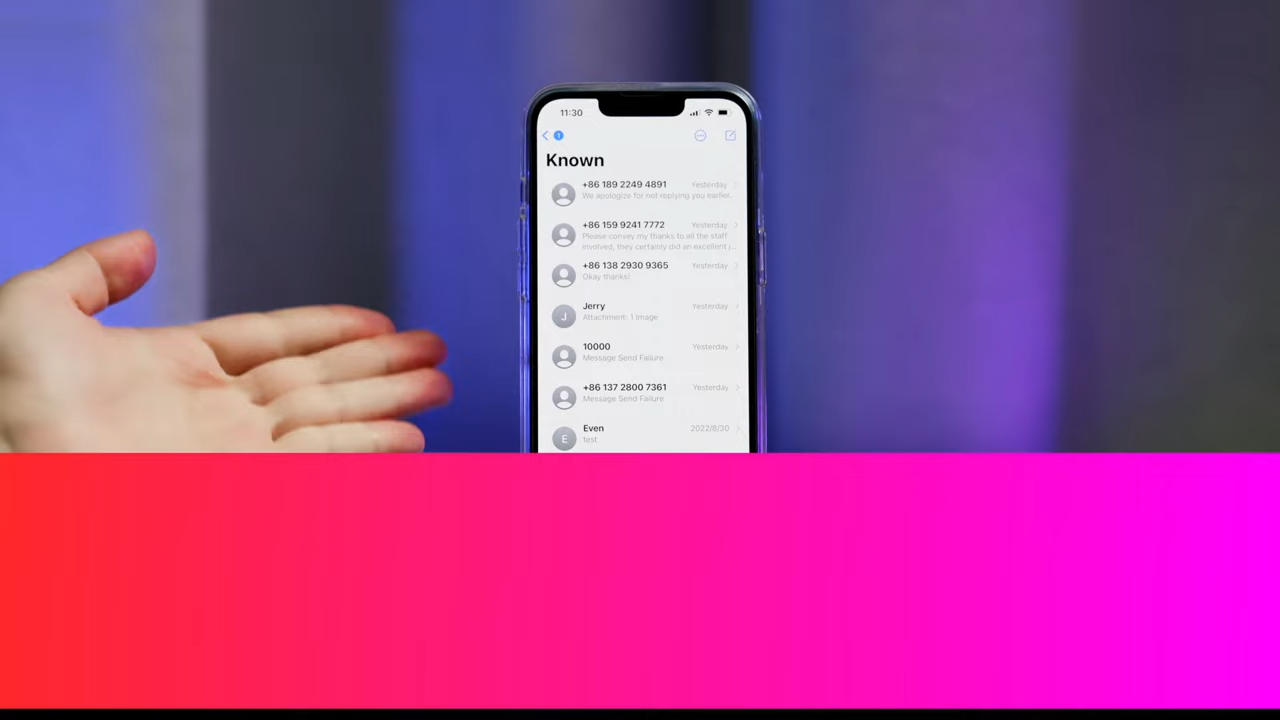 11:30
1
Known
+86 189 2249 4891 Yesterday
We apologize for not replying you earlier.
+86 159 9241 7772 Yesterday
Please convey my thanks to all the staff
involved, they certainly did an excellent j...
+86 138 2930 9365 Yesterday
Okay thanks!
J
Jerry Yesterday
Attachment: 1 Image
10000 Yesterday
Message Send Failure
+86 137 2800 7361 Yesterday
Message Send Failure
E
Even 2022/8/30
test